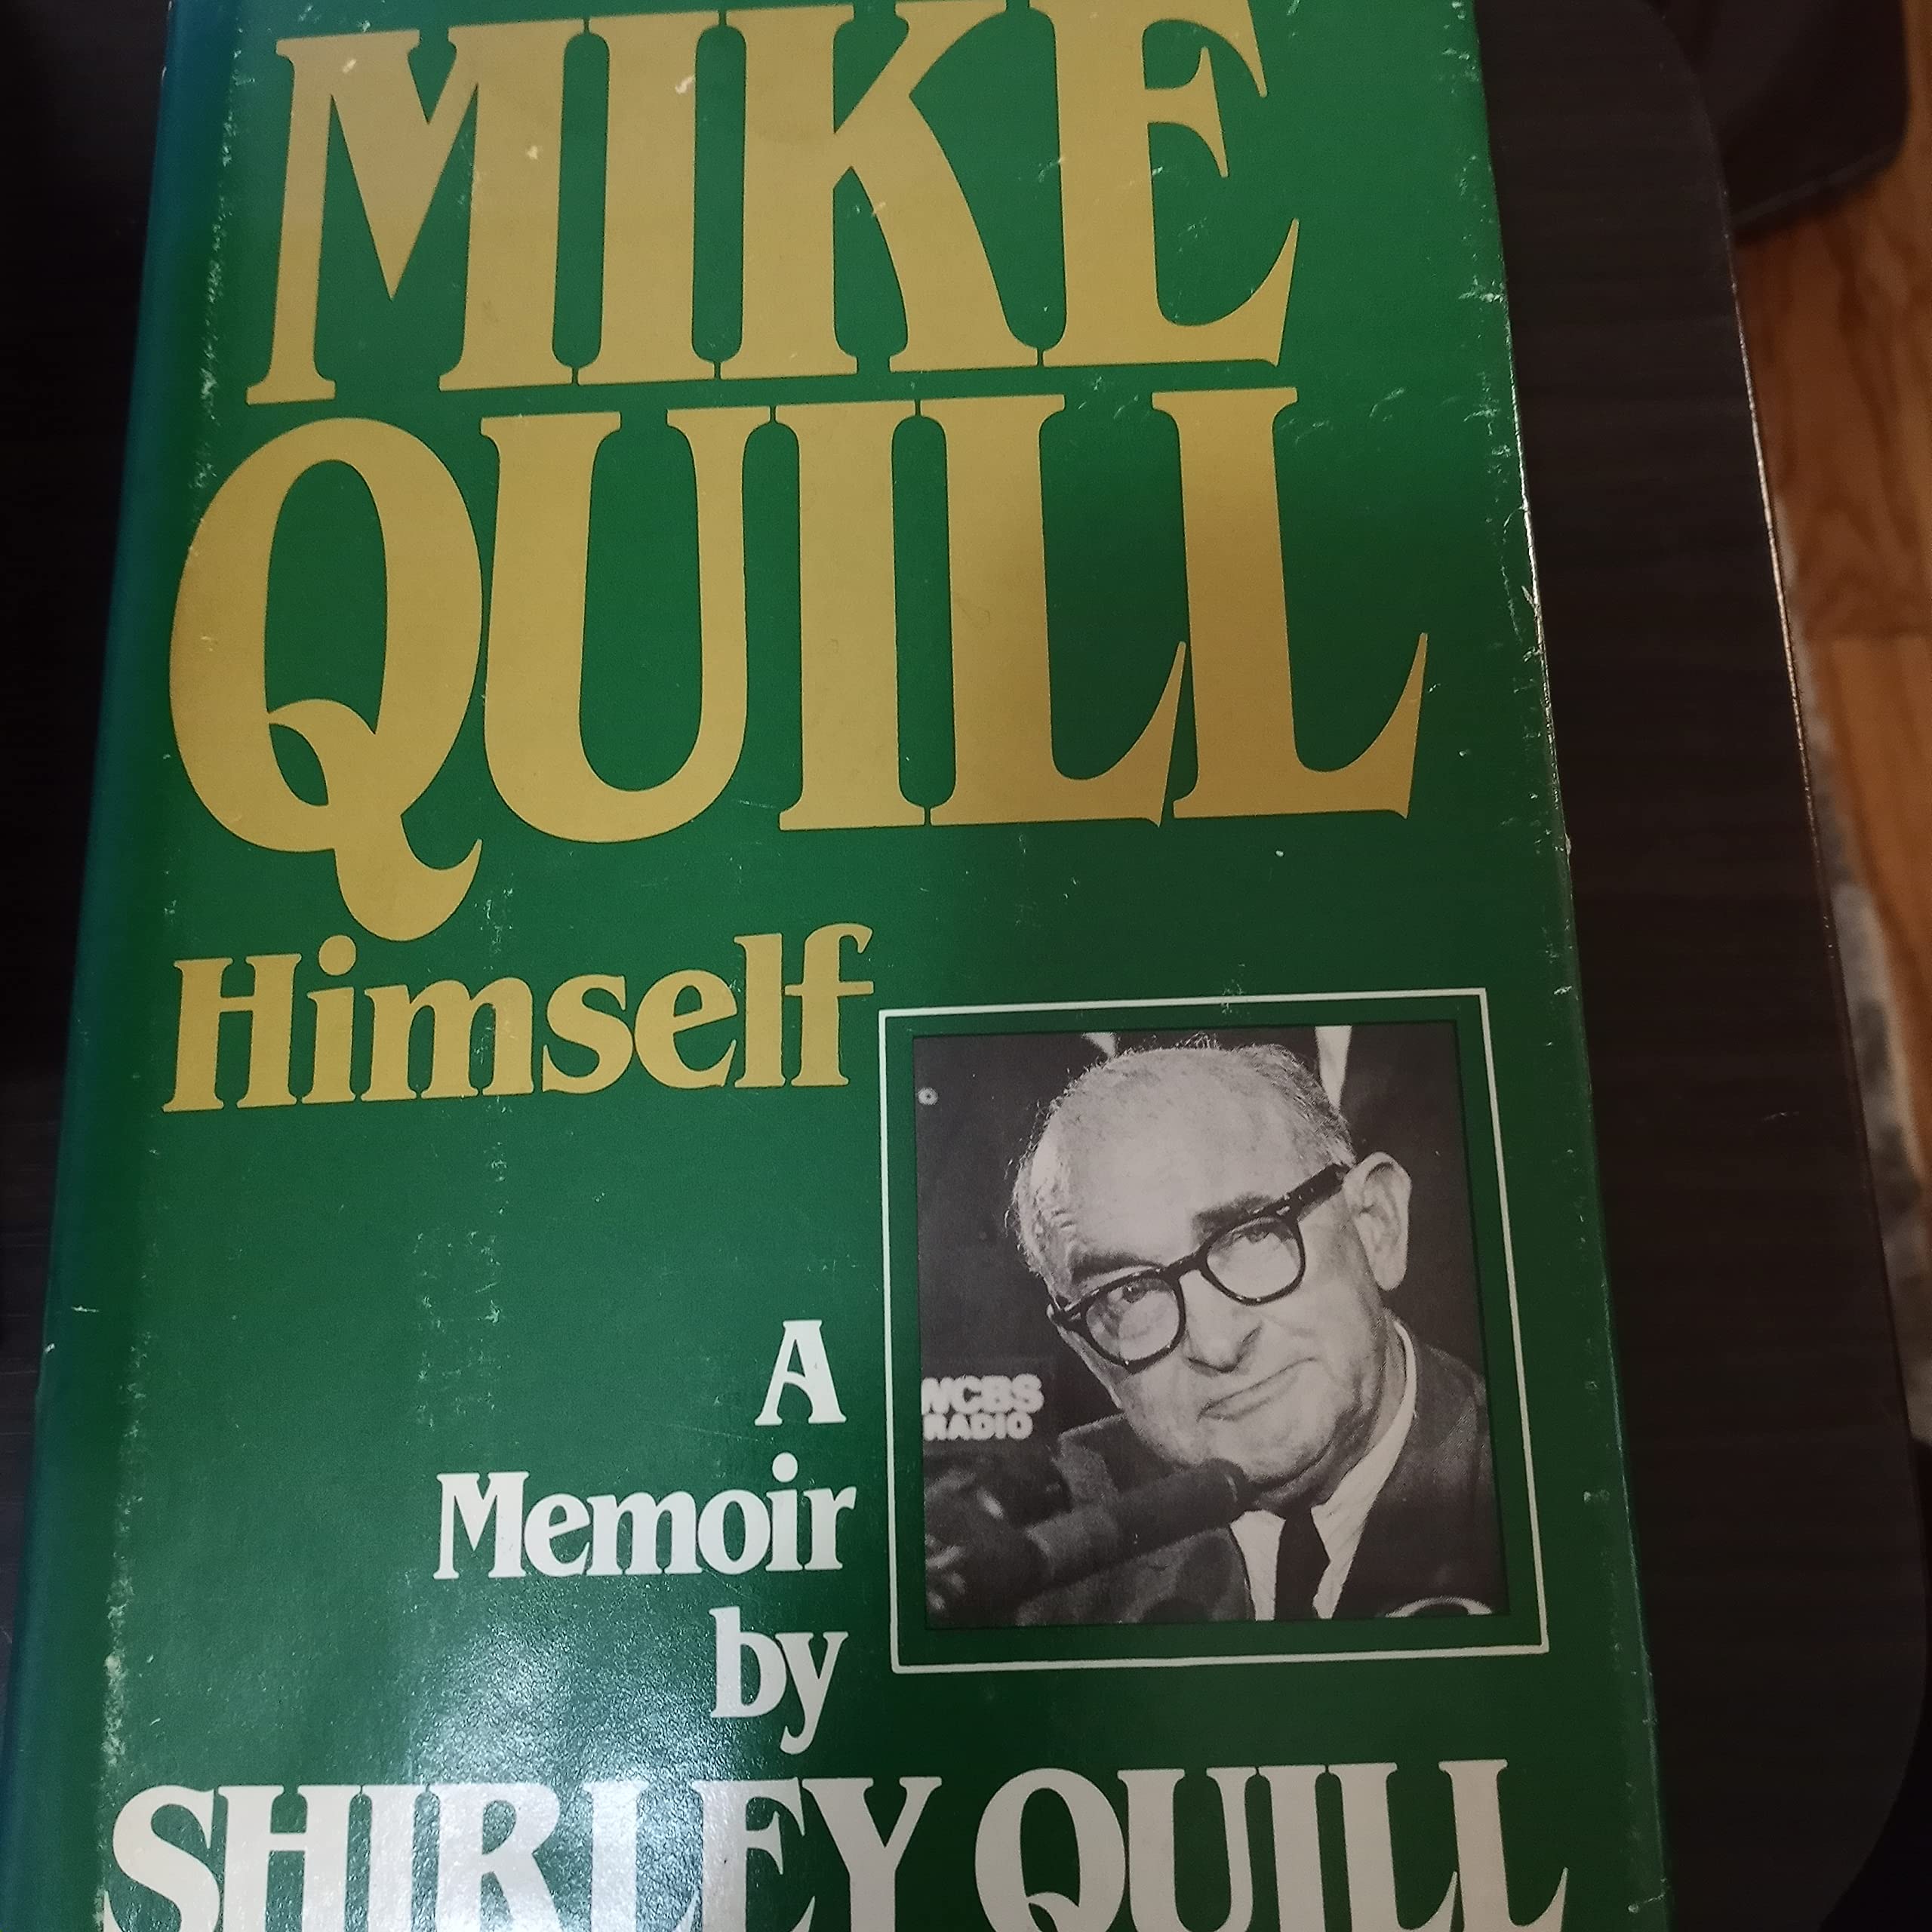 MIKE
QUILL
Himself
A
Memoir
by
SHIRLEY QUILL
WCBS
RADIO